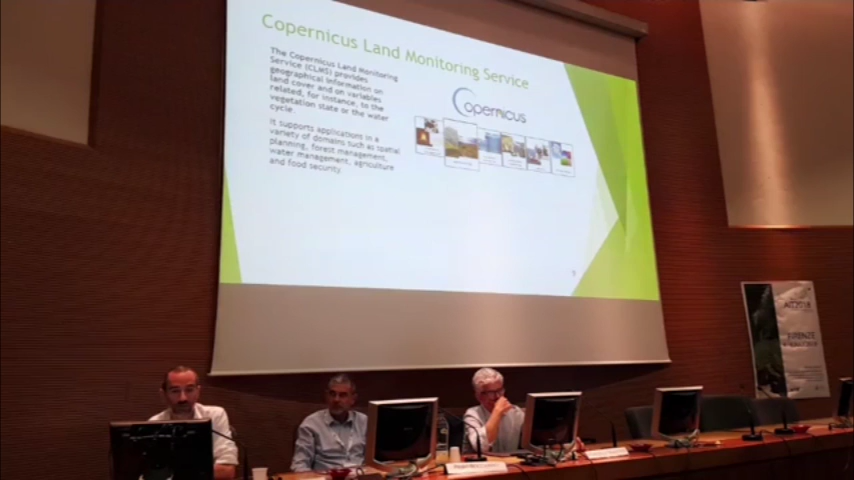 Copernicus Land Monitoring Service
The Copernicus Land Monitoring
Service (CLMS) provides
geographical information on
land cover and on variables
related, for instance, to the
vegetation state or the water
cycle.
It supports applications in a
variety of domains such as spatial
planning, forest management,
water management, agriculture
and food security.
opernicus
FIRENZE